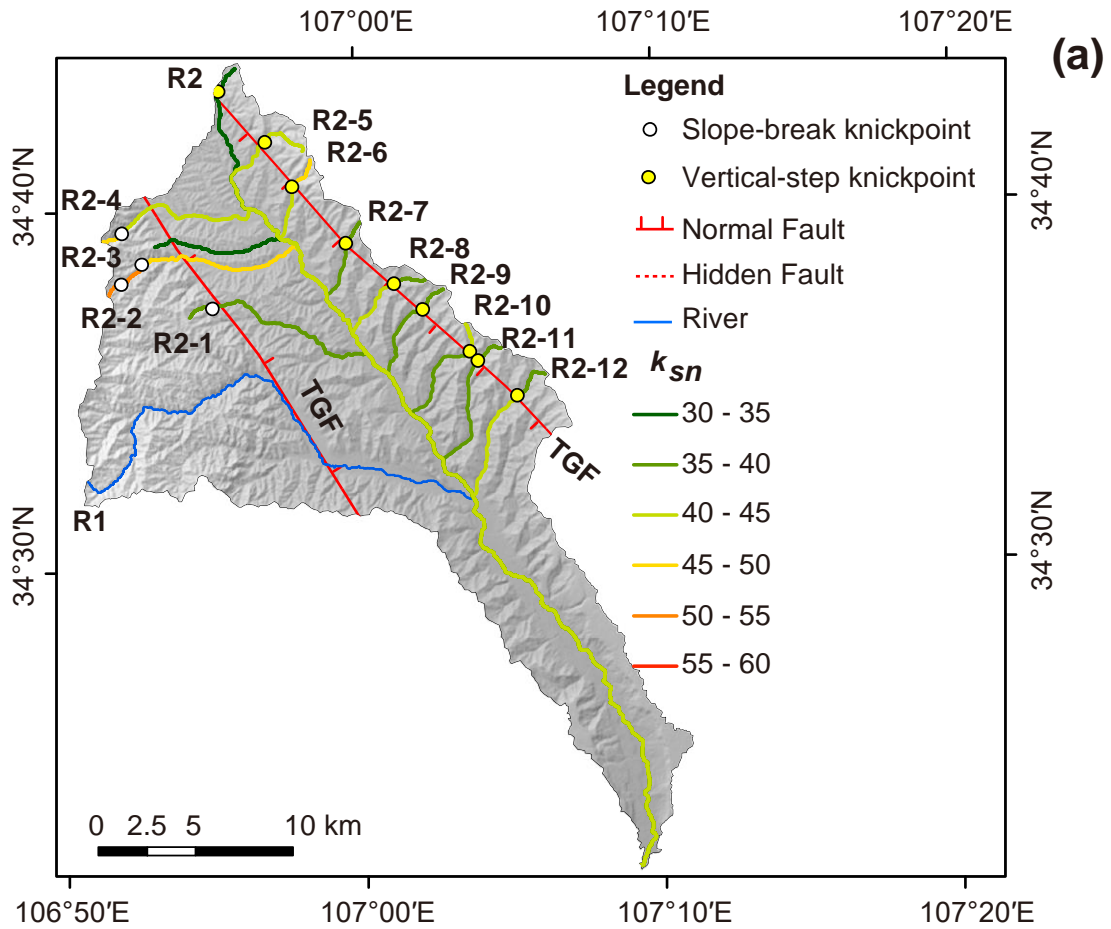 107°00′E
107°10′E
107°20′E
(a)
R2
R2-5
R2-6
R2-4
R2-7
R2-3
R2-8
R2-9
R2-2
R2-10
R2-1
R2-11
R2-12
TGF
TGF
R1
34°40′N
34°30′N
34°40′N
34°30′N
Legend
Slope-break knickpoint
Vertical-step knickpoint
Normal Fault
Hidden Fault
River
ksn
30 - 35
35 - 40
40 - 45
45 - 50
50 - 55
55 - 60
0 2.5 5 10 km
106°50′E
107°00′E
107°10′E
107°20′E